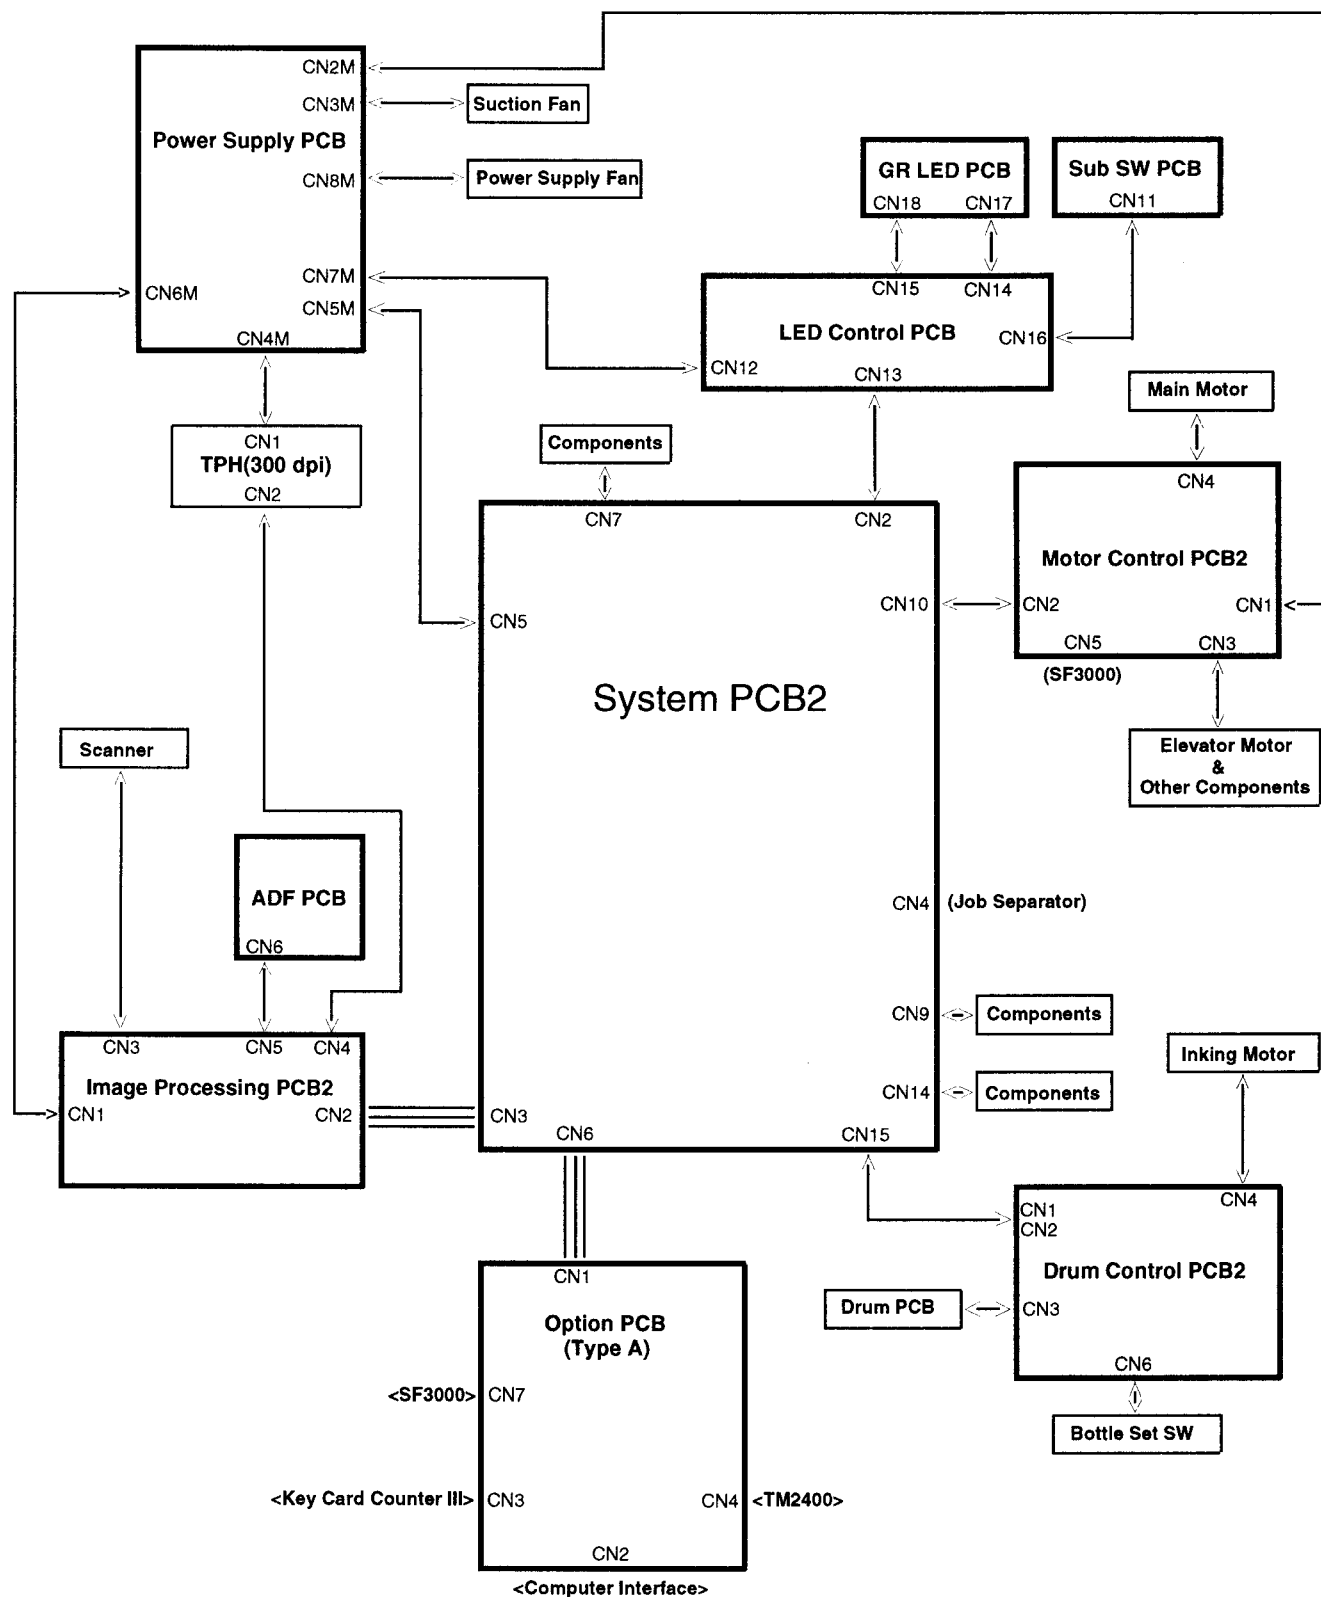 CN2M
CN3M
Suction Fan
Power Supply PCB
CN8M
Power Supply Fan
CN7M
CN6M
CN5M
CN4M
GR LED PCB
CN18
CN17
Sub SW PCB
CN11
CN15
CN14
LED Control PCB
CN16
CN12
CN13
Main Motor
CN1
TPH(300 dpi)
CN2
Components
CN7
CN2
CN4
Motor Control PCB2
CN5
CN10
CN2
CN1
CN5
CN3
(SF3000)
System PCB2
Scanner
Elevator Motor
&
Other Components
ADF PCB
CN6
CN4
(Job Separator)
CN9
Components
CN3
CN5
CN4
Image Processing PCB2
CN1
CN2
CN3
CN6
CN14
Components
CN15
Inking Motor
CN4
CN1
CN2
Drum Control PCB2
Drum PCB
CN3
CN6
Bottle Set SW
CN1
Option PCB
(Type A)
<SF3000>
CN7
<Key Card Counter III>
CN3
CN4
<TM2400>
CN2
<Computer Interface>